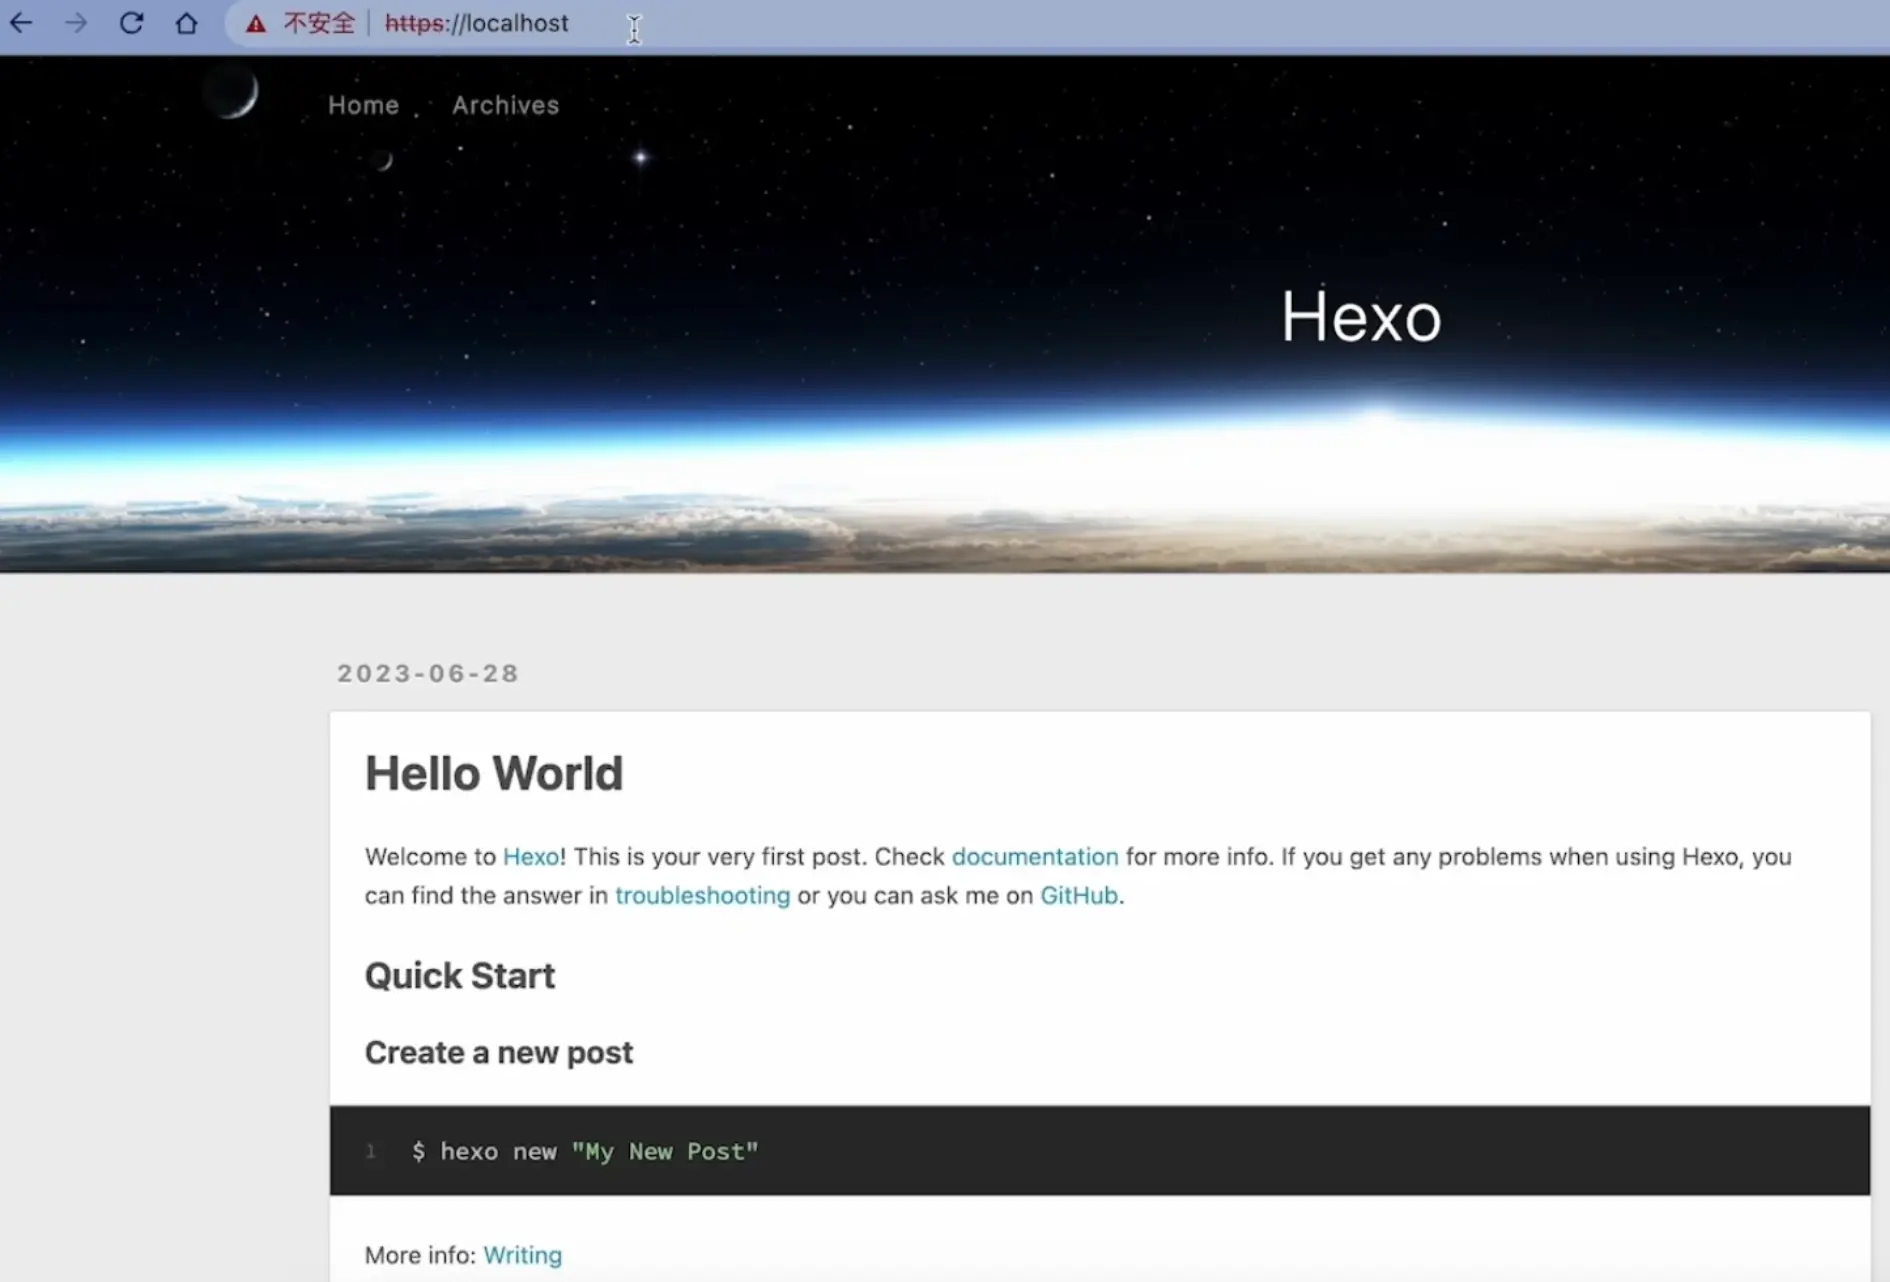 不安全 https://localhost
Home Archives
Hexo
2023-06-28
Hello World
Welcome to Hexo! This is your very first post. Check documentation for more info. If you get any problems when using Hexo, you
can find the answer in troubleshooting or you can ask me on GitHub.
Quick Start
Create a new post
1 $ hexo new "My New Post"
More info: Writing